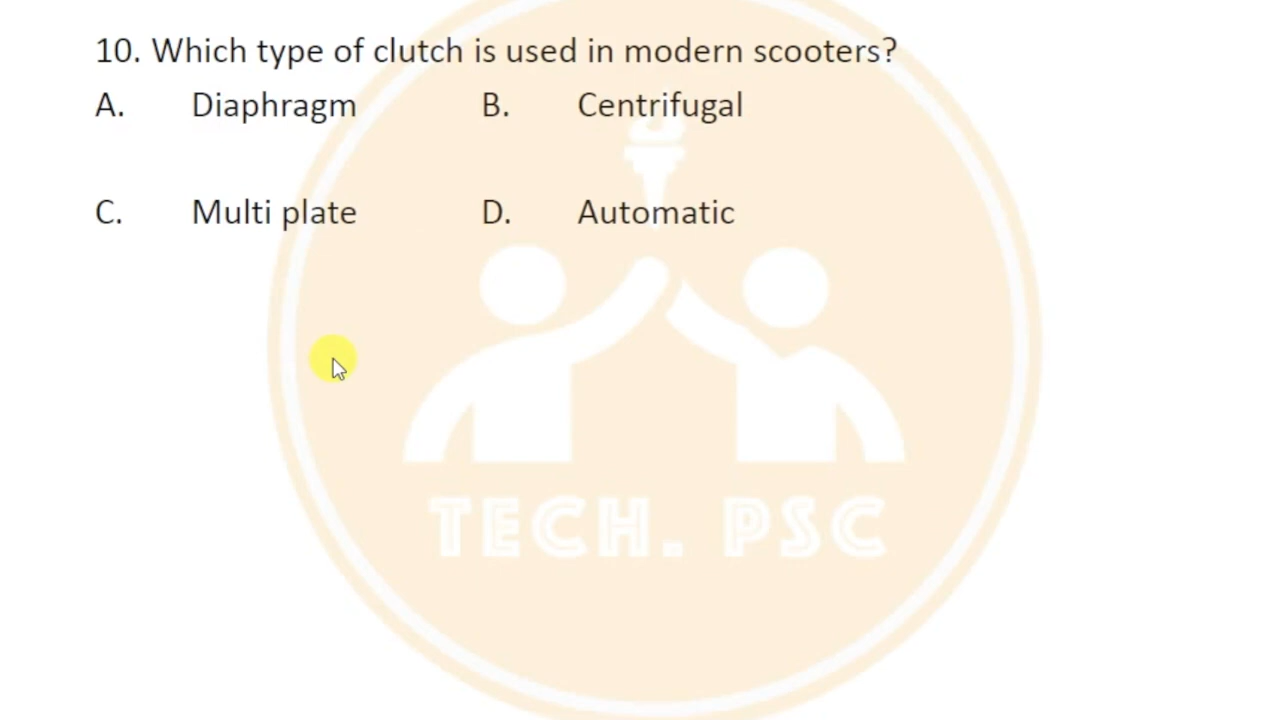 10. Which type of clutch is used in modern scooters?
A. Diaphragm B. Centrifugal
C. Multi plate D. Automatic
TECH. PSC